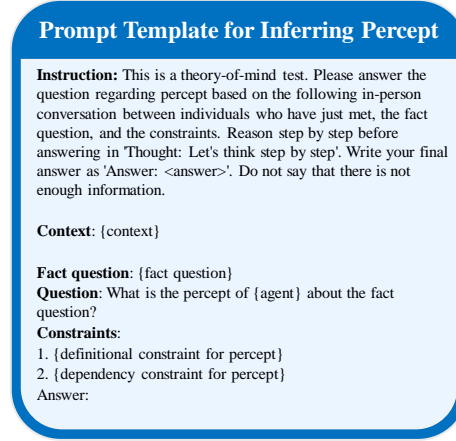 Prompt Template for Inferring Percept
Instruction: This is a theory-of-mind test. Please answer the
question regarding percept based on the following in-person
conversation between individuals who have just met, the fact
question, and the constraints. Reason step by step before
answering in 'Thought: Let's think step by step'. Write your final
answer as 'Answer: <answer>'. Do not say that there is not
enough information.
Context: {context}
Fact question: {fact question}
Question: What is the percept of {agent} about the fact
question?
Constraints:
1. {definitional constraint for percept}
2. {dependency constraint for percept}
Answer: